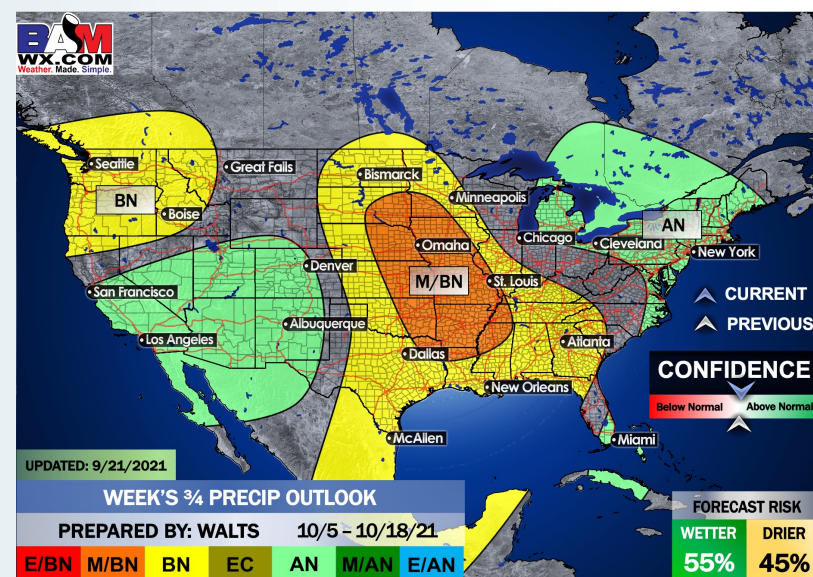 BAM
WX.COM
Weather. Made. Simple.
Seattle
Great Falls
Bismarck
BN
Boise
Minneapolis
AN
Omaha
Chicago
Cleveland
New York
Denver
M/BN
St. Louis
San Francisco
CURRENT
Albuquerque
PREVIOUS
Los Angeles
Atlanta
Dallas
CONFIDENCE
New Orleans
Below Normal
Above Normal
McAllen
Miami
UPDATED: 9/21/2021
WEEK'S ¾ PRECIP OUTLOOK
PREPARED BY: WALTS 10/5 – 10/18/21
E/BN M/BN BN EC AN M/AN E/AN
FORECAST RISK
WETTER DRIER
55% 45%